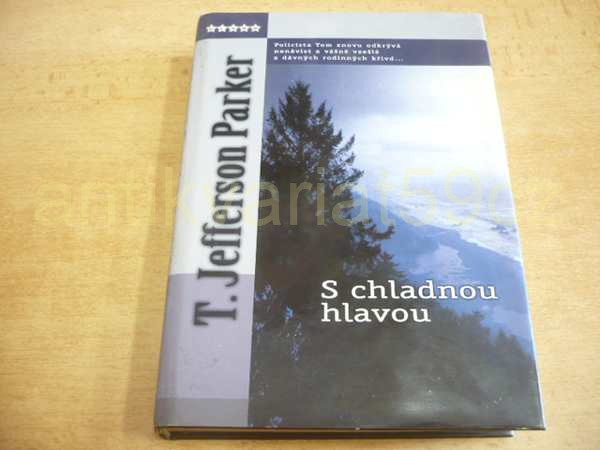 Policista Tom znovu odkrývá
nenávist a vášně vzešlé
z dávných rodinných křivd...
T. Jefferson Parker
S chladnou
hlavou